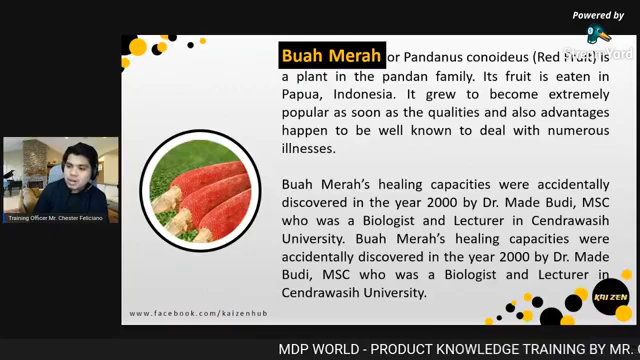 Powered by
StreamYard
Buah Merah or Pandanus conoideus (Red Fruit) is
a plant in the pandan family. Its fruit is eaten in
Papua, Indonesia. It grew to become extremely
popular as soon as the qualities and also advantages
happen to be well known to deal with numerous
illnesses.
Buah Merah's healing capacities were accidentally
discovered in the year 2000 by Dr. Made Budi, MSC
who was a Biologist and Lecturer in Cendrawasih
University. Buah Merah's healing capacities were
accidentally discovered in the year 2000 by Dr. Made
Budi, MSC who was a Biologist and Lecturer in
Cendrawasih University.
Training Officer Mr. Chester Feliciano
www.facebook.com/kaizenhub
KAIZEN
MDP WORLD - PRODUCT KNOWLEDGE TRAINING BY MR.